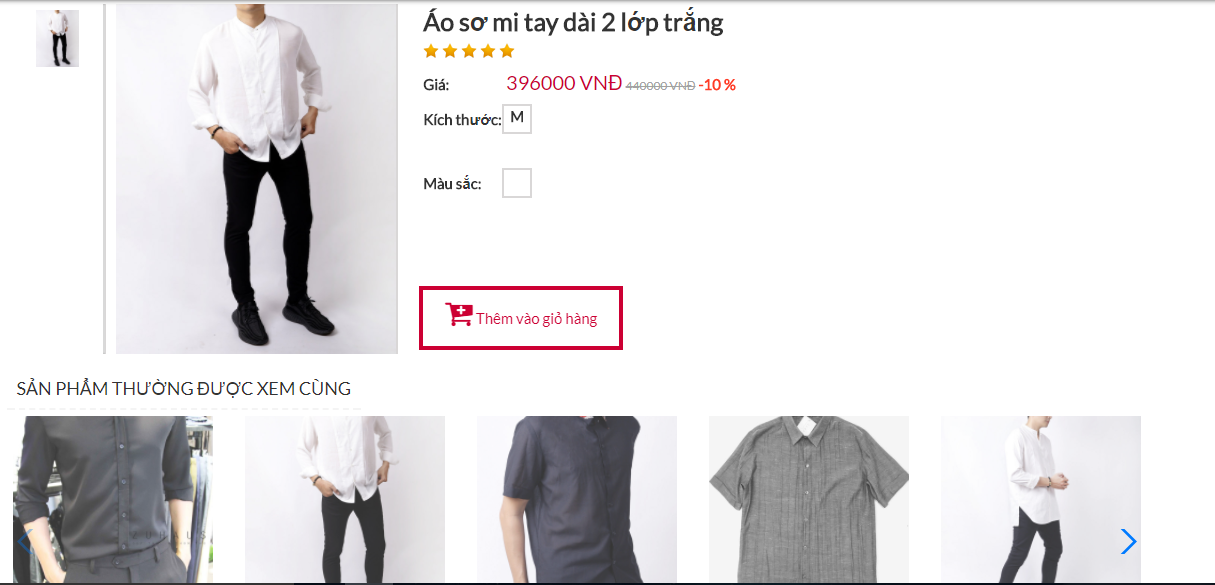 Áo sơ mi tay dài 2 lớp trắng
Giá: 396000 VNĐ 440000 VNĐ -10 %
Kích thước: M
Màu sắc:
Thêm vào giỏ hàng
SẢN PHẨM THƯỜNG ĐƯỢC XEM CÙNG